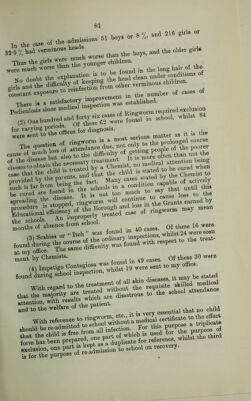 81
In the case of the admissions 51 boys or 8 %, and 216 girls or
32·5 % had verminous heads.
Thus the girls were much worse than the boys, and the older girls
were much worse than the younger children.
No doubt the explanation is to be found in the long hair of the
girls and the difficulty of keeping the head clean under conditions of
constant exposure to reinfection from other verminous children.
There is a satisfactory improvement in the number of cases of
Pediculosis since medical inspection was established.
(2) One hundred and forty six cases of Ringworm required exclusion
for varying periods. Of these 62 were found in school, whilst 84
were sent to the offices for diagnosis.
The question of ringworm is a most serious matter as it is the
cause of much loss of attendance due, not only to the prolonged course
of the disease but also to the difficulty of getting people of the poorer
classes to obtain the necessary treatment. It is more often than not the
case that the child is treated by a Chemist, no medical attention being
provided by the parents, and that the child is stated to be cured when
such is far from being the fact. Many cases stated by the Chemist to
be cured are found in the schools in a condition capable of actively
spreading the disease. It is not too much to say that until this
procedure is stopped, ringworm will continue to cause loss to the
Educational efficiency of the Borough and loss in the Grants earned by
the schools. An improperly treated case of ringworm may mean
months of absence from school.
(3) Scabies or "Itch" was found in 40 cases. Of these 16 were
found during the course of the ordinary inspections, whilst 24 were seen
at my office. The same difficulty was found with respect to the treat-
ment by Chemists.
(4) Impetigo Contagiosa was found in 49 cases. Of these 30 were
found during school inspection, whilst 19 were sent to my office.
With regard to the treatment of all skin diseases, it may be stated
that the majority are treated without the requisite skilled medical
attention, with results which are disastrous to the school attendance
and to the welfare of the patient.
With reference to ringworm, etc., it is very essential that no child
should be re-admitted to school without a medical certificate to the effect
that the child is free from all infection. For this purpose a triplicate
form has been prepared, one part of which is used for the purpose of
exclusion, one part is kept as a duplicate for reference, whilst the third
is for the purpose of re-admission to school on recovery.